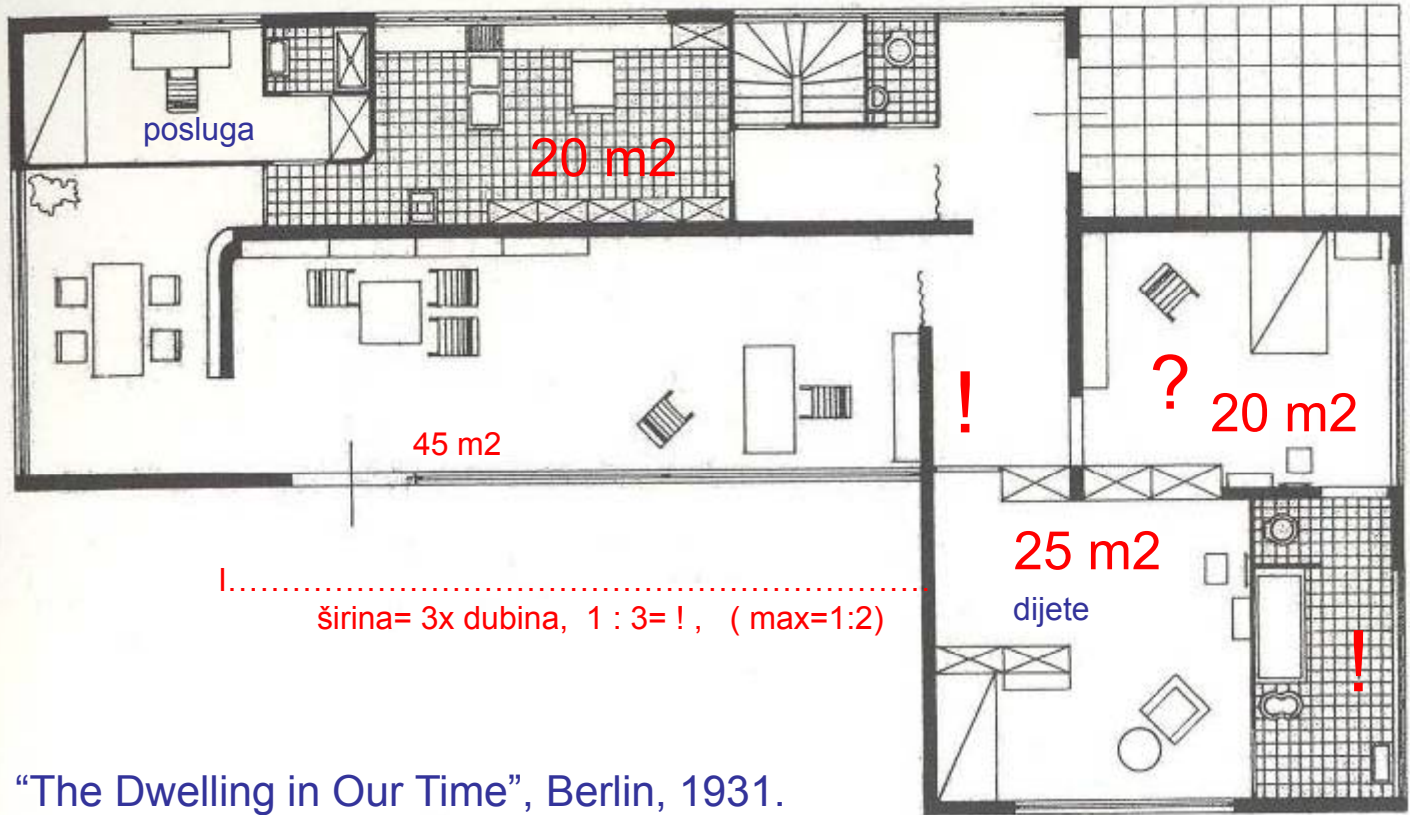 posluga
20 m2
?
20 m2
!
45 m2
25 m2
dijete
I......................................................................
širina= 3x dubina, 1 : 3= ! , ( max=1:2)
!
“The Dwelling in Our Time”, Berlin, 1931.